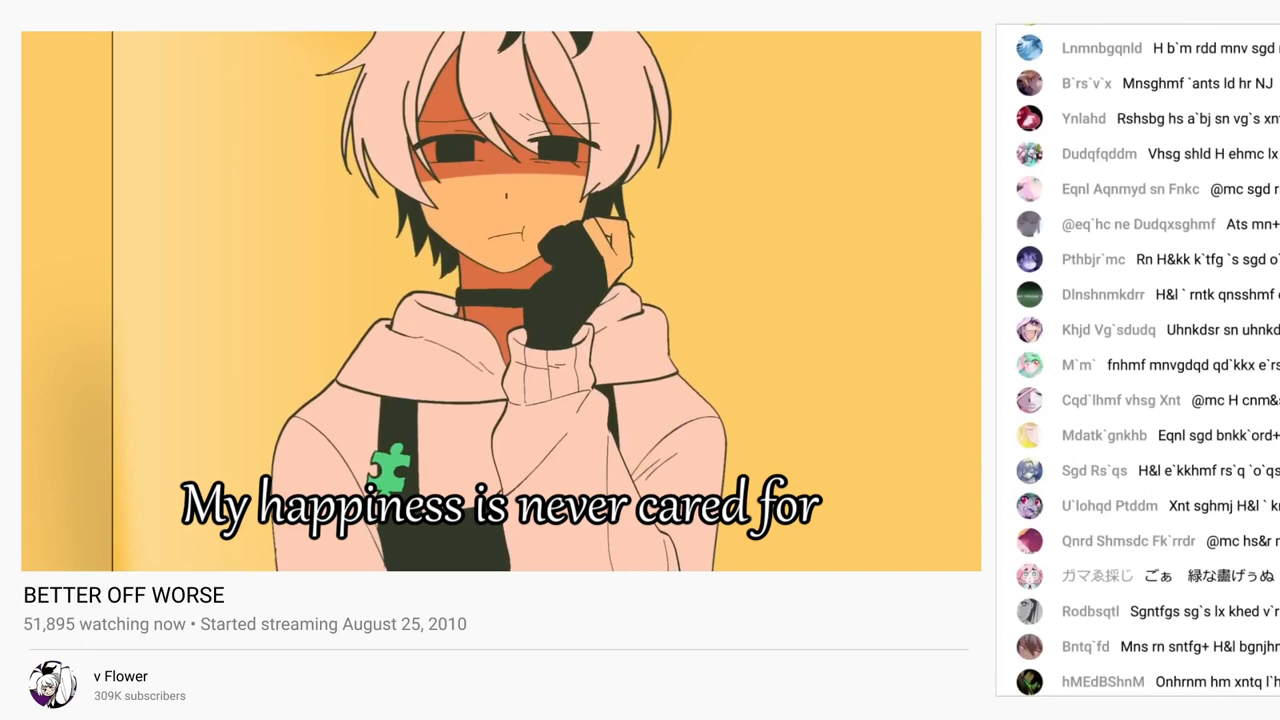 My happiness is never cared for
BETTER OFF WORSE
51,895 watching now • Started streaming August 25, 2010
v Flower
309K subscribers
Lnmnbgqnld H b`m rdd mnv sgd
B`rs`v`x Mnsghmf `ants ld hr NJ
Ynlahd Rshsbg hs a`bj sn vg`s xn
Dudqfqddm Vhsg shld H ehmc lx
Eqnl Aqnmyd sn Fnkc @mc sgd
@eq`hc ne Dudqxsghmf Ats mn+
Pthbjr`mc Rn H&kk k`tfg `s sgd o`
Dlnshnmkdrr H&l ` rntk qnsshmf
Khjd Vg`sdudq Uhnkdsr sn uhnkd
M`m` fnhmf mnvgdqd qd`kkx e`rs
Cqd`lhmf vhsg Xnt @mc H cnm&s
Mdatk`gnkhb Eqnl sgd bnkk`ord+
Sgd Rs`qs H&l e`kkhmf rs`q `o`qs
U`lohqd Ptddm Xnt sghmj H&l ` k
Qnrd Shmsdc Fk`rrdr @mc hs&r
ガマゑ採じ ごぁ 緑な盡げぅぬ
Rodbsqtl Sgntfgs sg`s lx khed v`r
Bntq`fd Mns rn sntfg+ H&l bgnjh
hMEdBShnM Onhrnm hm xntq l`h